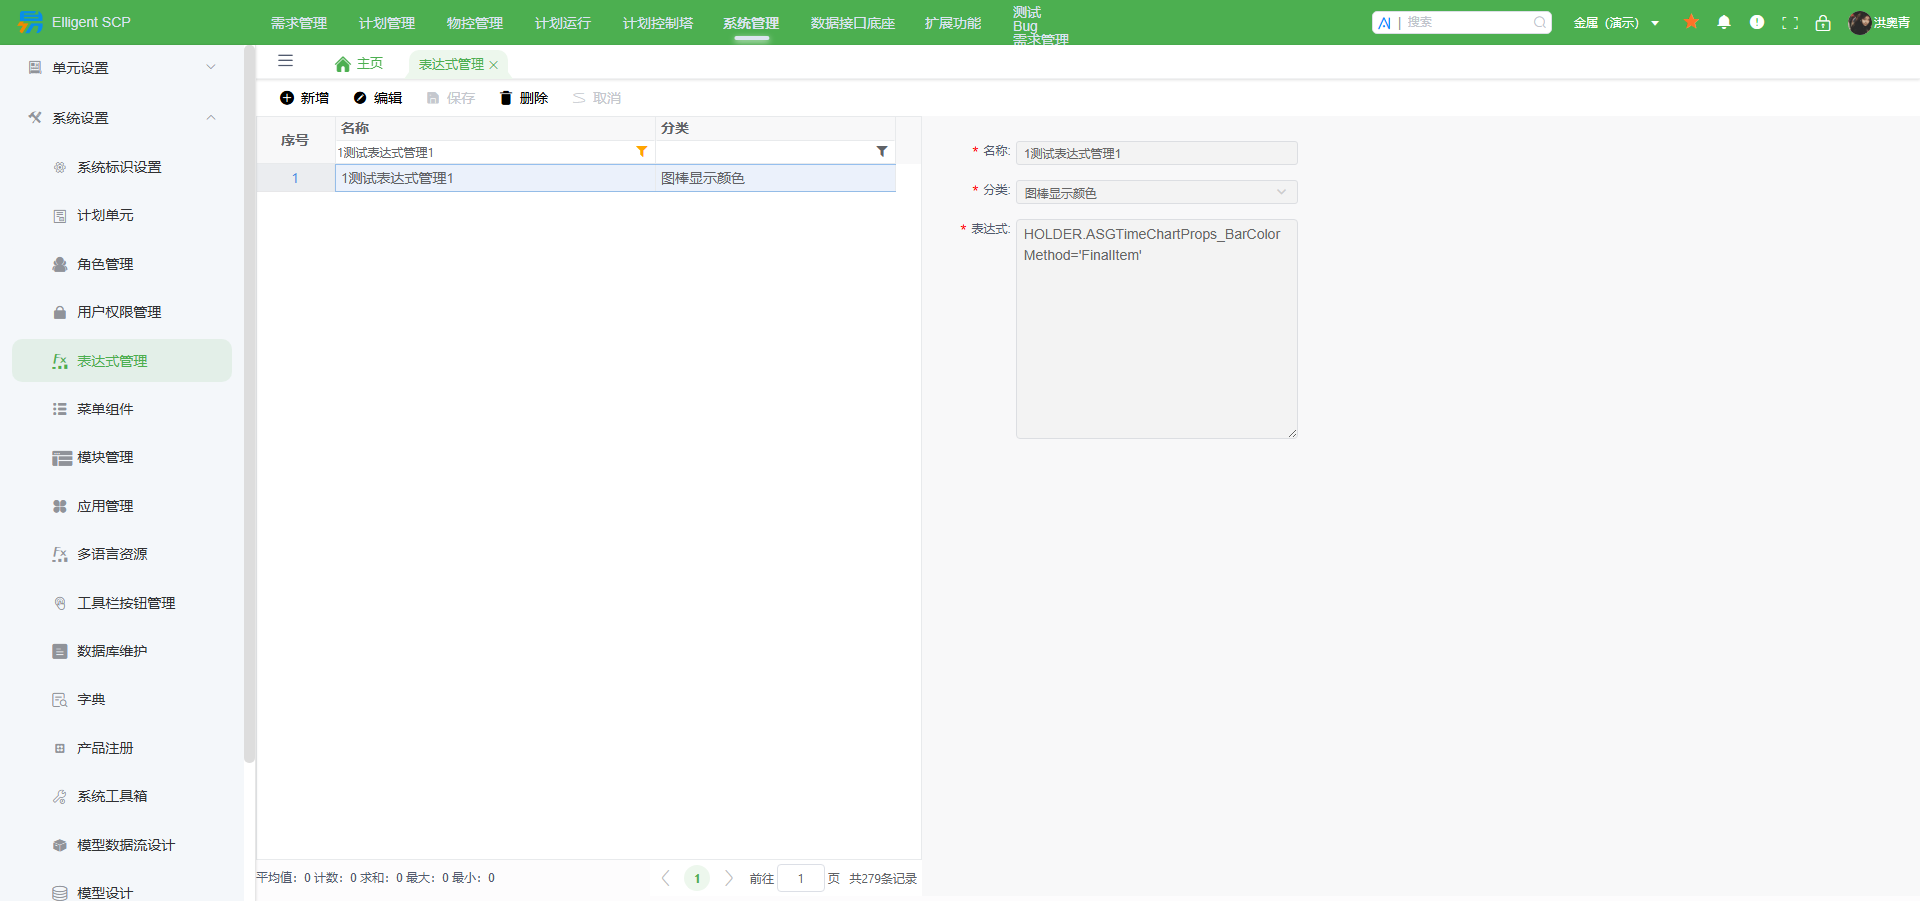 Elligent SCP
需求管理
计划管理
物控管理
计划运行
计划控制塔
系统管理
数据接口底座
扩展功能
测试
Bug
需求管理
搜索
金属（演示）
洪奥青
单元设置
系统设置
系统标识设置
计划单元
角色管理
用户权限管理
表达式管理
菜单组件
模块管理
应用管理
多语言资源
工具栏按钮管理
数据库维护
字典
产品注册
系统工具箱
模型数据流设计
模型设计
主页
表达式管理
新增
编辑
保存
删除
取消
序号
名称
分类
1测试表达式管理1
1
1测试表达式管理1
图棒显示颜色
* 名称:
1测试表达式管理1
* 分类:
图棒显示颜色
* 表达式:
HOLDER.ASGTimeChartProps_BarColor
Method='FinalItem'
平均值：0 计数：0 求和：0 最大：0 最小：0
1
前往
1
页
共279条记录